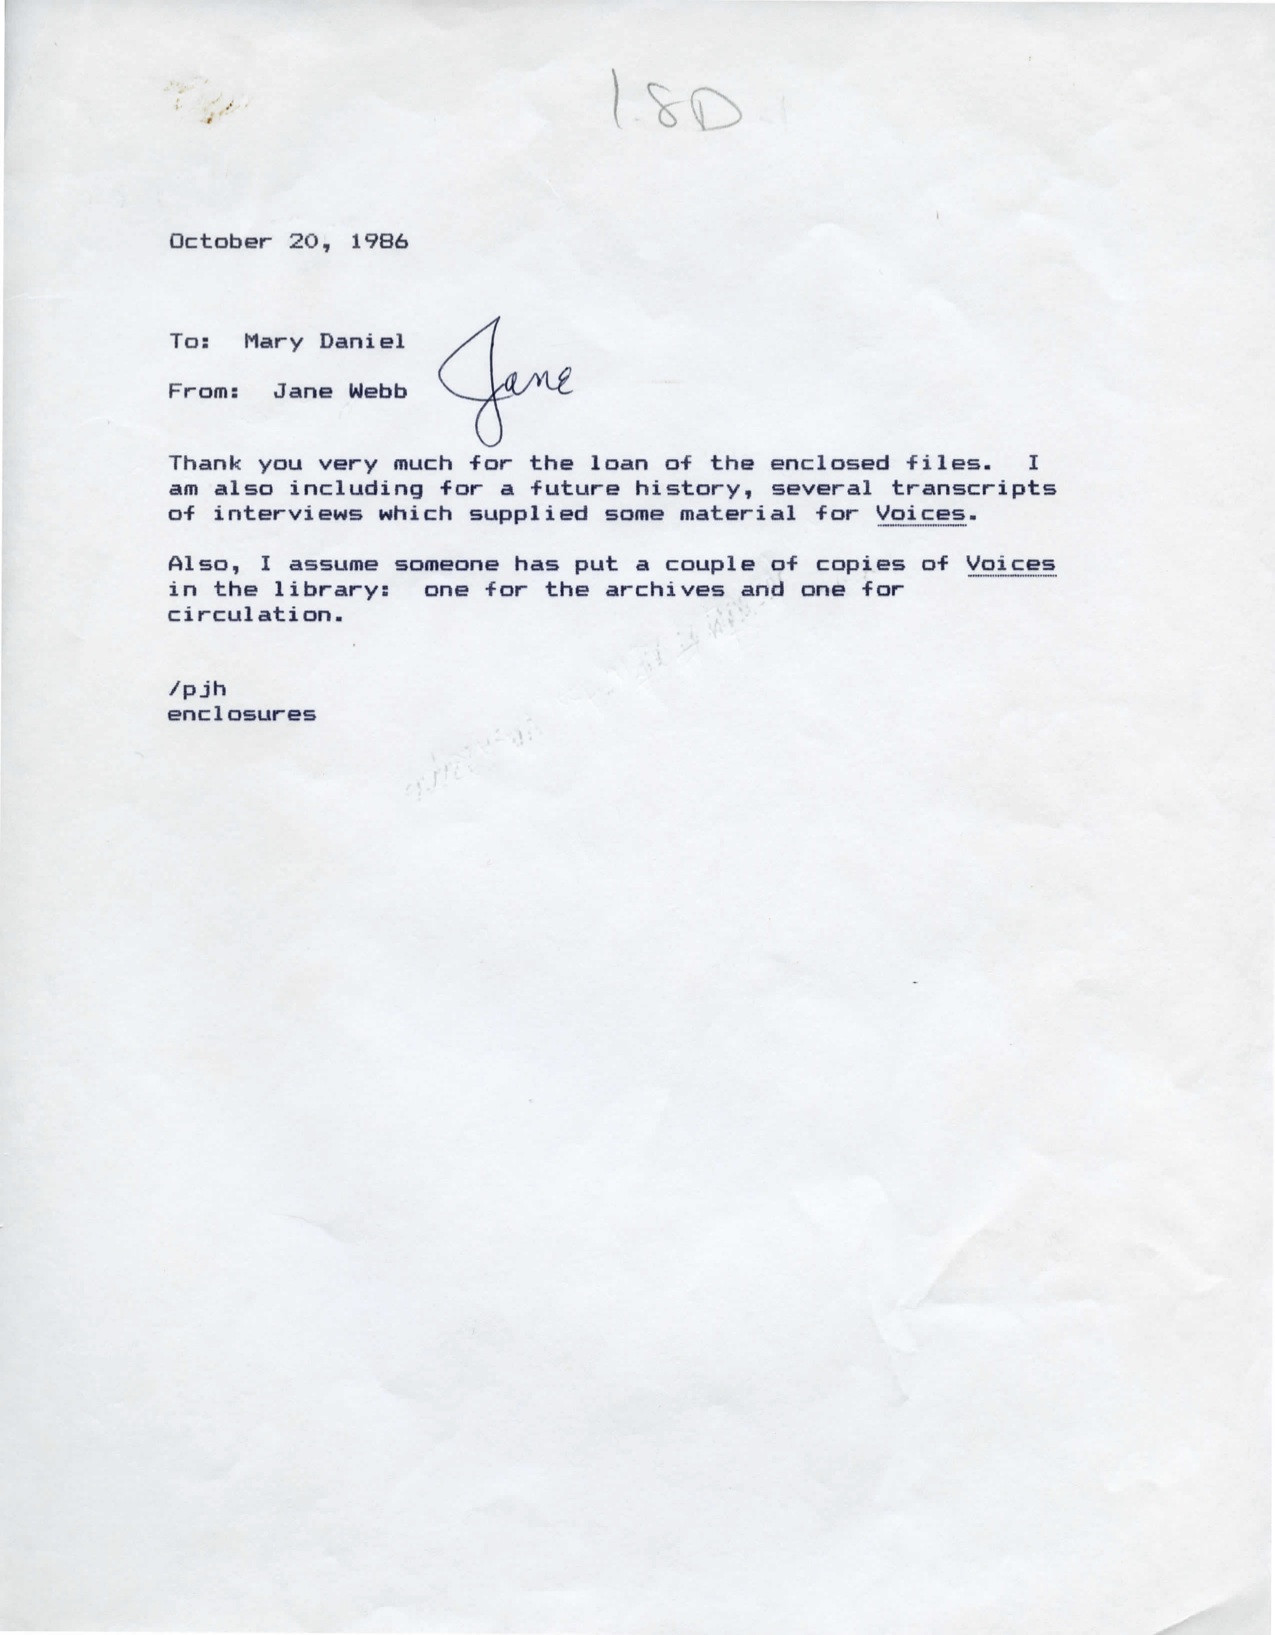 1.8D
October 20, 1986
To: Mary Daniel
From: Jane Webb
Jane
Thank you very much for the loan of the enclosed files. I
am also including for a future history, several transcripts
of interviews which supplied some material for Voices.
Also, I assume someone has put a couple of copies of Voices
in the library: one for the archives and one for
circulation.
/pjh
enclosures